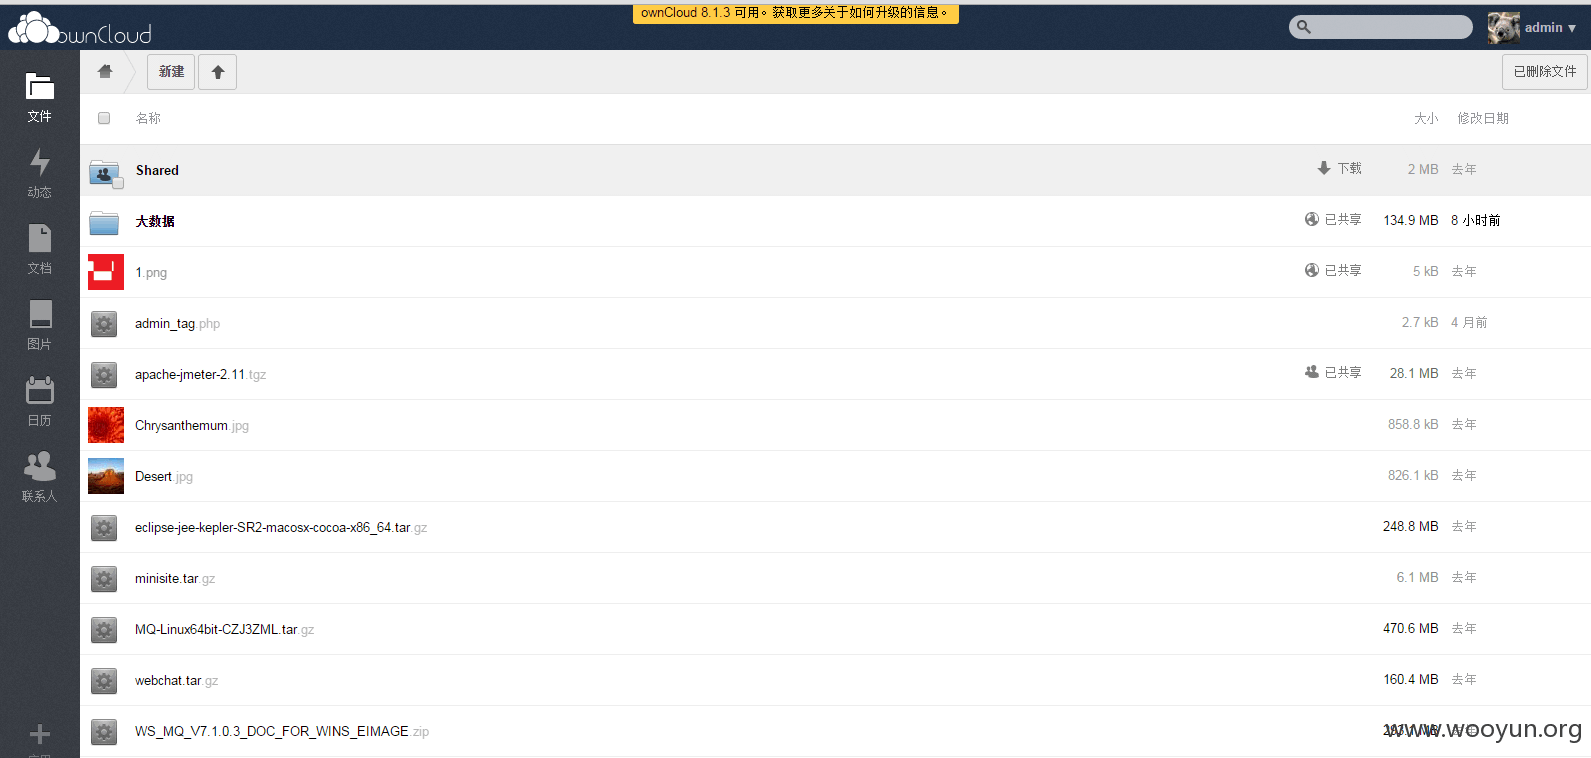 ownCloud 8.1.3 可用。获取更多关于如何升级的信息。
ownCloud
admin ▼
新建
已删除文件
文件
动态
文档
图片
日历
联系人
名称 大小 修改日期
Shared 下载 2 MB 去年
大数据 已共享 134.9 MB 8 小时前
1.png 已共享 5 kB 去年
admin_tag.php 2.7 kB 4 月前
apache-jmeter-2.11.tgz 已共享 28.1 MB 去年
Chrysanthemum.jpg 858.8 kB 去年
Desert.jpg 826.1 kB 去年
eclipse-jee-kepler-SR2-macosx-cocoa-x86_64.tar.gz 248.8 MB 去年
minisite.tar.gz 6.1 MB 去年
MQ-Linux64bit-CZJ3ZML.tar.gz 470.6 MB 去年
webchat.tar.gz 160.4 MB 去年
WS_MQ_V7.1.0.3_DOC_FOR_WINS_EIMAGE.zip
www.wooyun.org